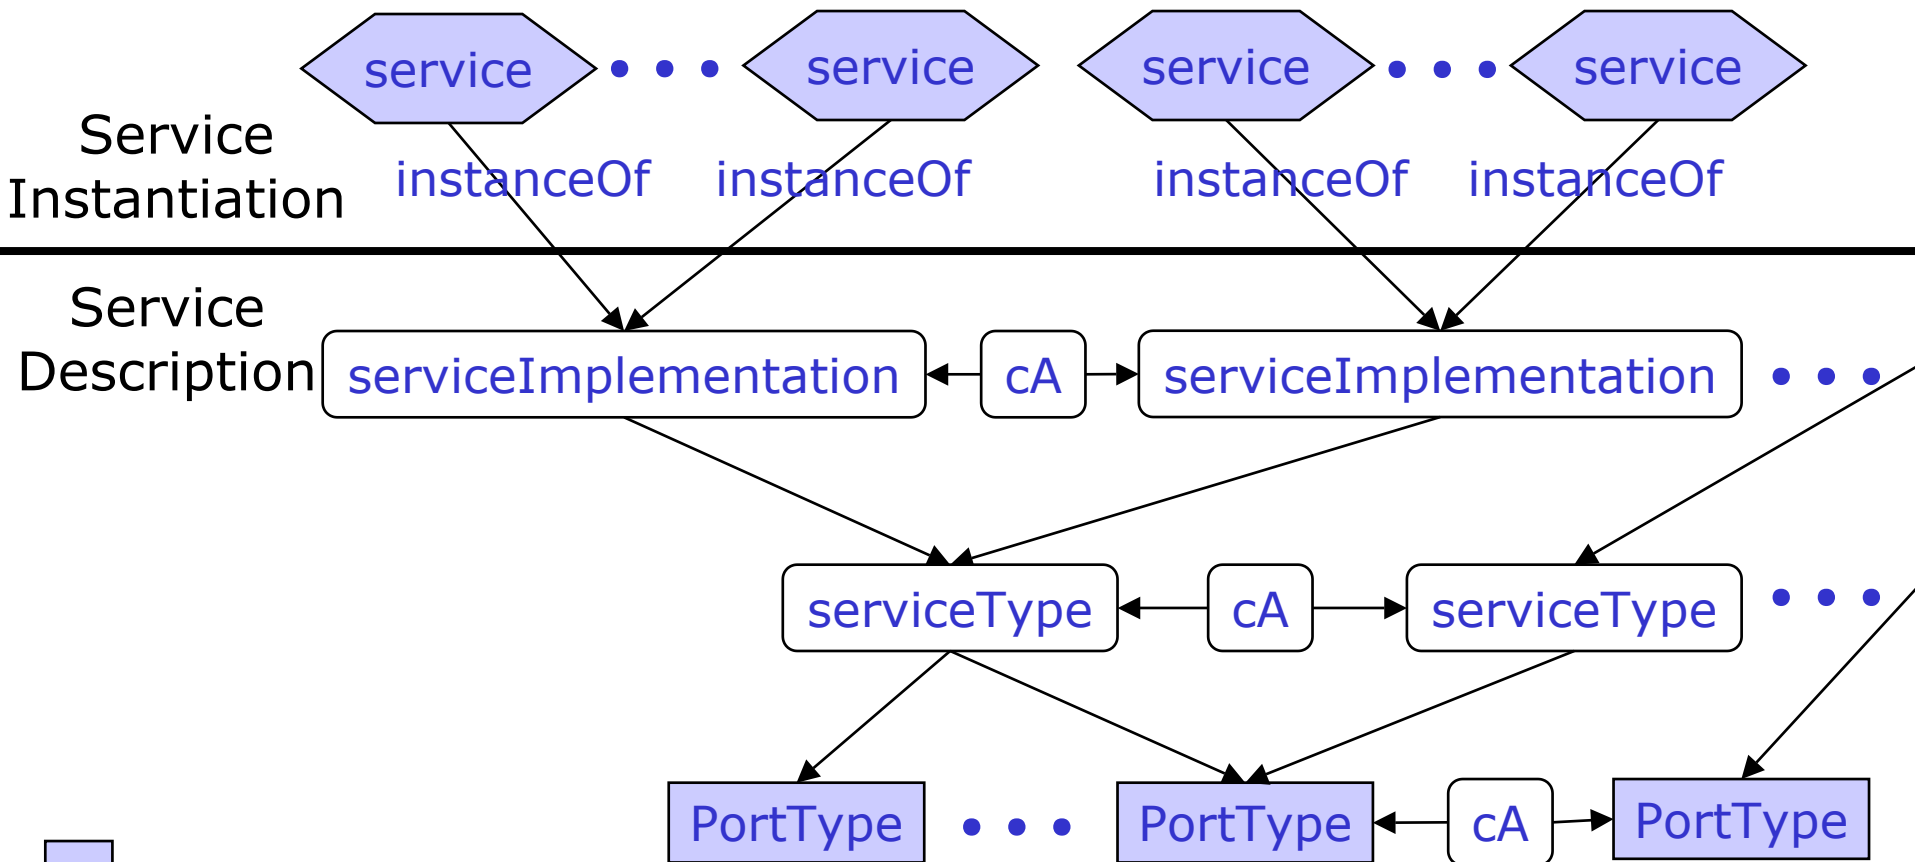 service
service
service
service
Service
Instantiation
instanceOf
instanceOf
instanceOf
instanceOf
Service
Description
serviceImplementation
cA
serviceImplementation
serviceType
cA
serviceType
PortType
PortType
cA
PortType